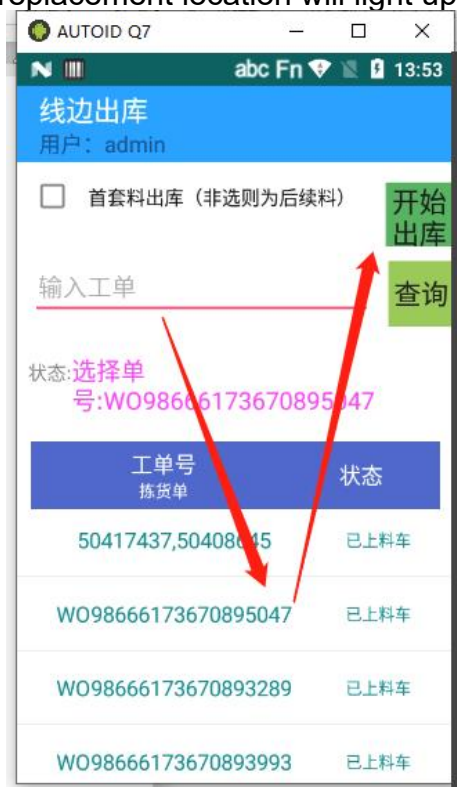 replacement location will light up
AUTOID Q7
abc Fn 13:53
线边出库
用户：admin
首套料出库（非选则为后续料）
开始
出库
输入工单
查询
状态:选择单
号:WO98666173670895047
工单号 状态
拣货单
50417437,50408645 已上料车
WO98666173670895047 已上料车
WO98666173670893289 已上料车
WO98666173670893993 已上料车